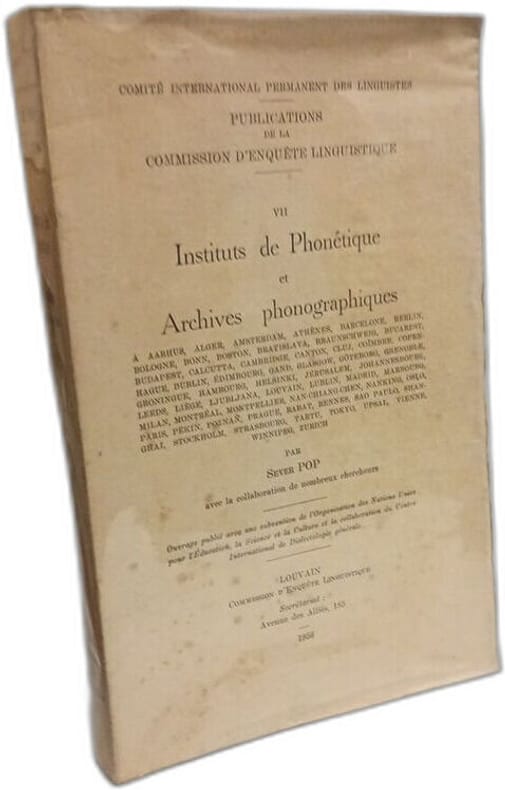 COMITÉ INTERNATIONAL PERMANENT DES LINGUISTES
PUBLICATIONS
DE LA
COMMISSION D'ENQUÊTE LINGUISTIQUE
VII
Instituts de Phonétique
et
Archives phonographiques
A AARHUS, ALGER, AMSTERDAM, ATHÈNES, BARCELONE, BERLIN,
BOLOGNE, BONN, BOSTON, BRATISLAVA, BRAUNSCHWEIG, BUCAREST,
BUDAPEST, CALCUTTA, CAMBRIDGE, CANTON, CLUJ, COÏMBRE, COPEN-
HAGUE, DUBLIN, ÉDIMBOURG, GAND, GLASGOW, GÖTEBORG, GRENOBLE,
GRONINGUE, HAMBOURG, HELSINKI, JÉRUSALEM, JOHANNESBOURG,
LEEDS, LIÈGE, LJUBLJANA, LOUVAIN, LUBLIN, MADRID, MARBOURG,
MILAN, MONTRÉAL, MONTPELLIER, NAN-CHANG-CHEN, NANKING, OSLO,
PARIS, PÉKIN, POZNAŃ, PRAGUE, RABAT, RENNES, SAO PAULO, SHAN-
GHAI, STOCKHOLM, STRASBOURG, TARTU, TOKYO, UPSAL, VIENNE,
WINNIPEG, ZURICH
PAR
SEVER POP
avec la collaboration de nombreux chercheurs
Ouvrage publié avec une subvention de l'Organisation des Nations Unies
pour l'Éducation, la Science et la Culture et la collaboration du Centre
International de Dialectologie générale
LOUVAIN
COMMISSION D'ENQUÊTE LINGUISTIQUE
Secrétariat :
Avenue des Alliés, 185
1956